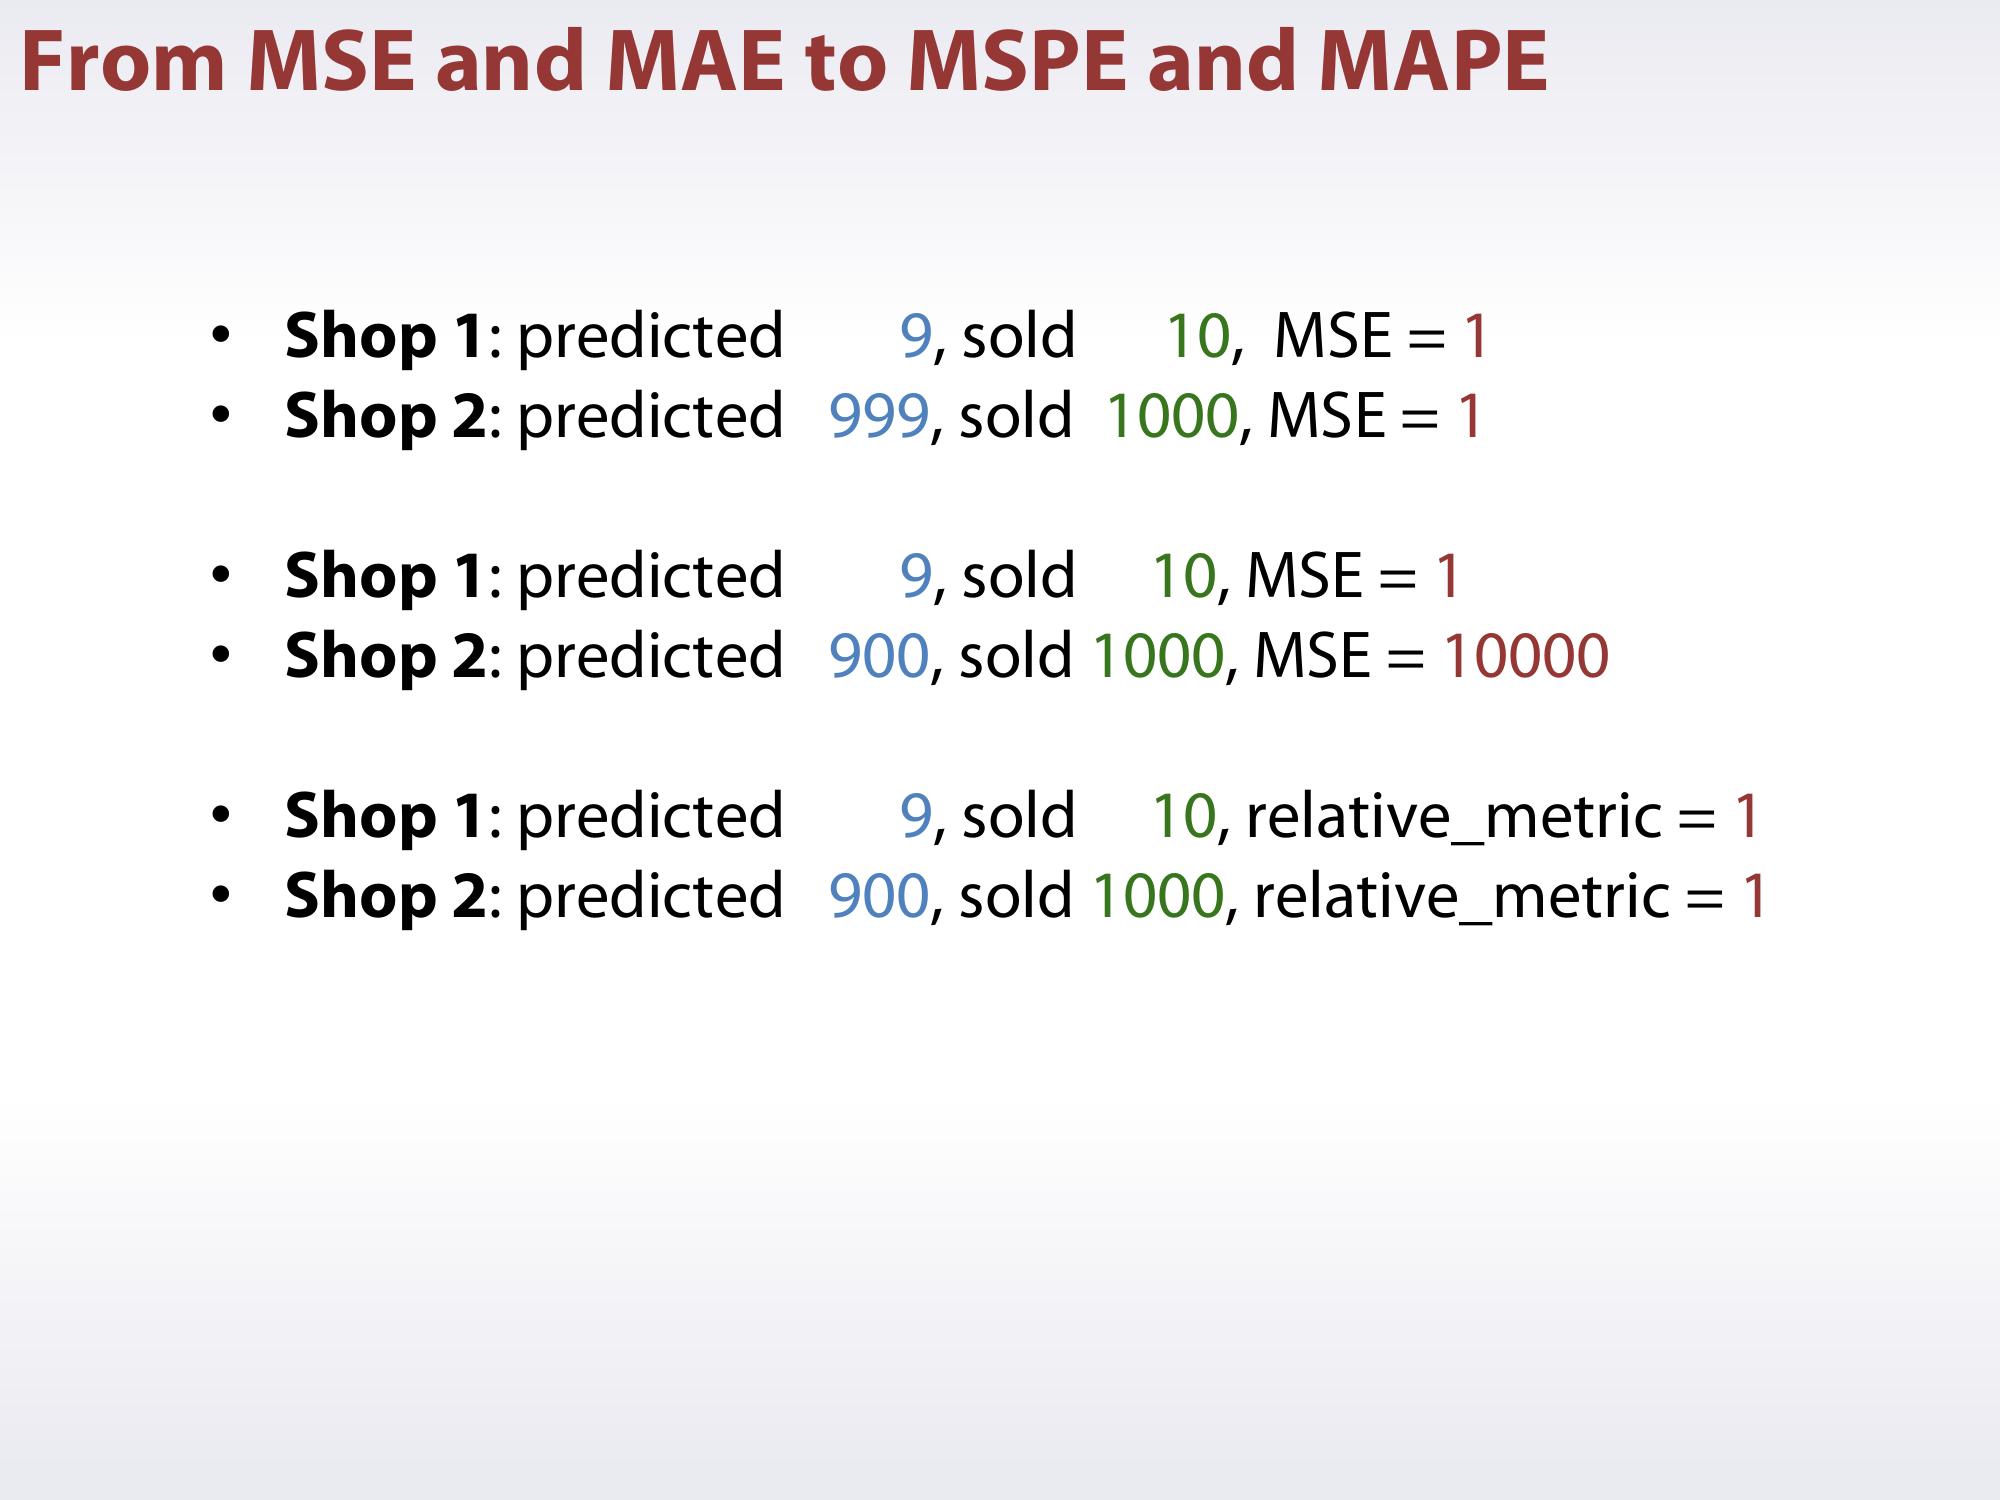 From MSE and MAE to MSPE and MAPE
• Shop 1: predicted 9, sold 10, MSE = 1
• Shop 2: predicted 999, sold 1000, MSE = 1
• Shop 1: predicted 9, sold 10, MSE = 1
• Shop 2: predicted 900, sold 1000, MSE = 10000
• Shop 1: predicted 9, sold 10, relative_metric = 1
• Shop 2: predicted 900, sold 1000, relative_metric = 1